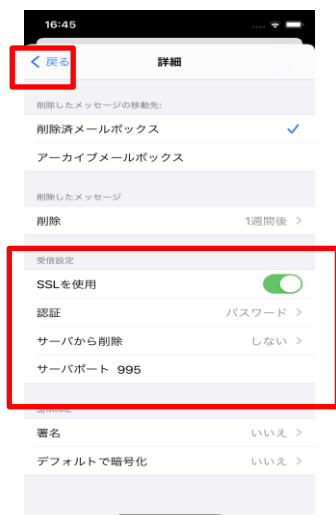 16:45
戻る
詳細
削除したメッセージの移動先:
削除済メールボックス
アーカイブメールボックス
削除したメッセージ
削除 1週間後
受信設定
SSLを使用
認証 パスワード
サーバから削除 しない
サーバポート 995
S/MIME
署名 いいえ
デフォルトで暗号化 いいえ